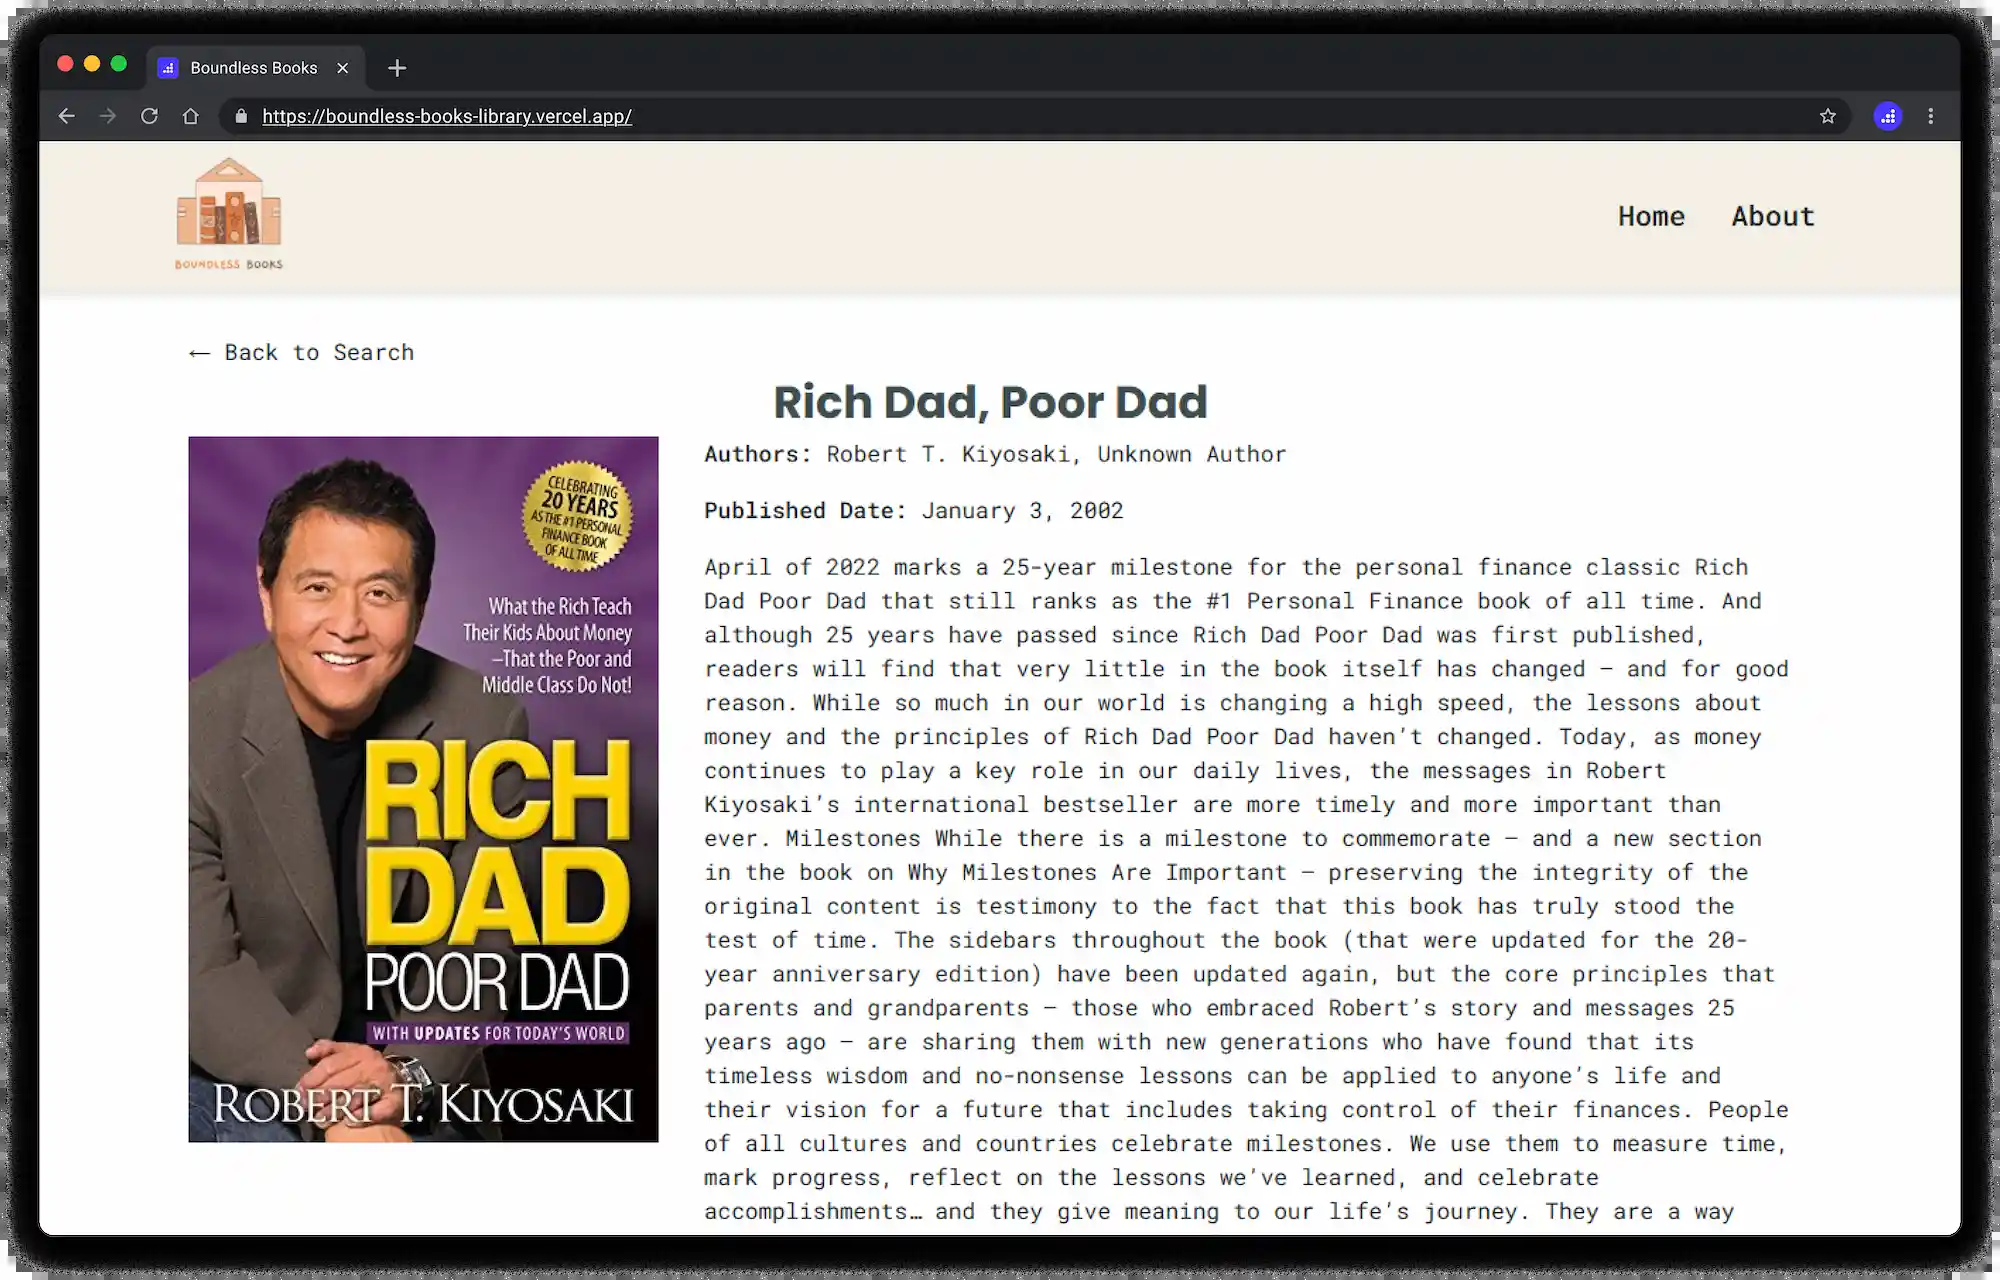 Boundless Books
https://boundless-books-library.vercel.app/
BOUNDLESS BOOKS
Home About
← Back to Search
Rich Dad, Poor Dad
Authors: Robert T. Kiyosaki, Unknown Author
Published Date: January 3, 2002
April of 2022 marks a 25-year milestone for the personal finance classic Rich
Dad Poor Dad that still ranks as the #1 Personal Finance book of all time. And
although 25 years have passed since Rich Dad Poor Dad was first published,
readers will find that very little in the book itself has changed — and for good
reason. While so much in our world is changing a high speed, the lessons about
money and the principles of Rich Dad Poor Dad haven’t changed. Today, as money
continues to play a key role in our daily lives, the messages in Robert
Kiyosaki’s international bestseller are more timely and more important than
ever. Milestones While there is a milestone to commemorate — and a new section
in the book on Why Milestones Are Important — preserving the integrity of the
original content is testimony to the fact that this book has truly stood the
test of time. The sidebars throughout the book (that were updated for the 20-
year anniversary edition) have been updated again, but the core principles that
parents and grandparents — those who embraced Robert’s story and messages 25
years ago — are sharing them with new generations who have found that its
timeless wisdom and no-nonsense lessons can be applied to anyone’s life and
their vision for a future that includes taking control of their finances. People
of all cultures and countries celebrate milestones. We use them to measure time,
mark progress, reflect on the lessons we’ve learned, and celebrate
accomplishments… and they give meaning to our life’s journey. They are a way
CELEBRATING
20 YEARS
AS THE #1 PERSONAL
FINANCE BOOK
OF ALL TIME
What the Rich Teach
Their Kids About Money
–That the Poor and
Middle Class Do Not!
RICH
DAD
POOR DAD
WITH UPDATES FOR TODAY'S WORLD
ROBERT T. KIYOSAKI